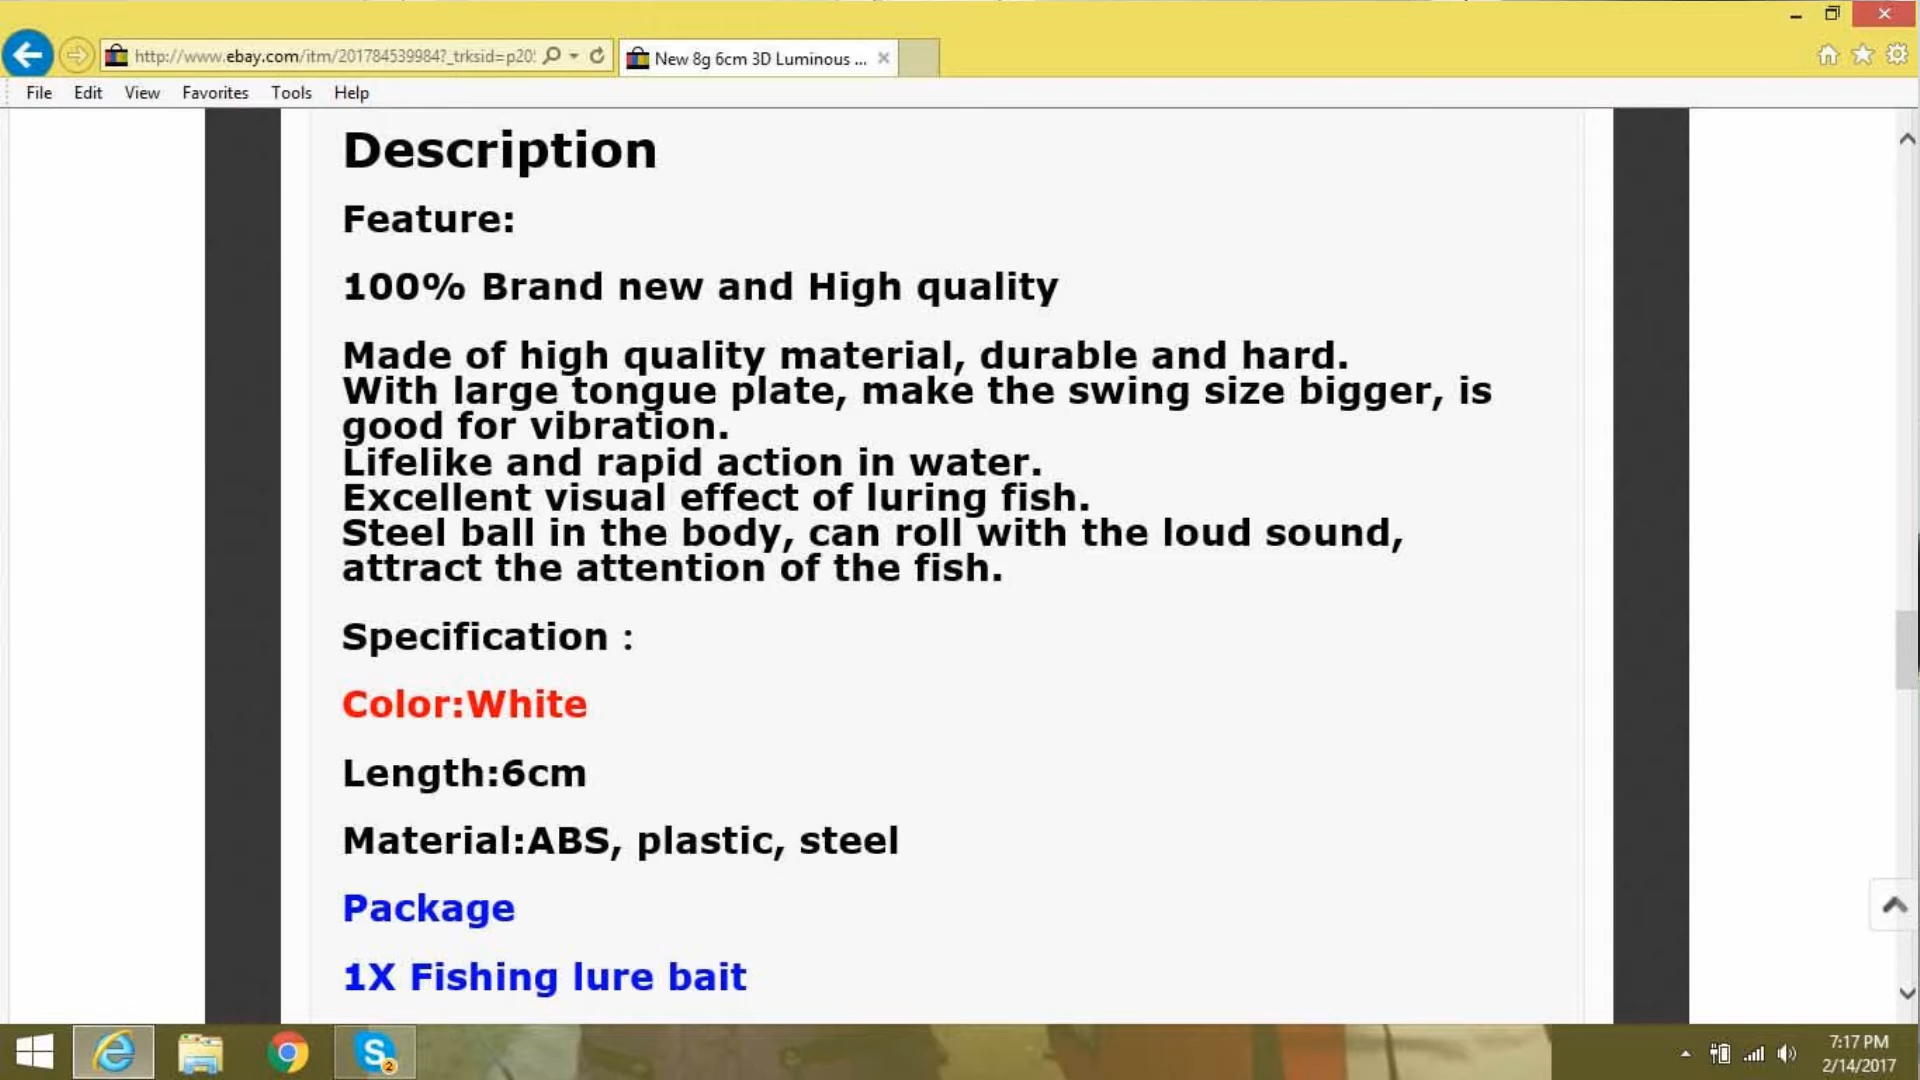 http://www.ebay.com/itm/201784539984?_trksid=p20
New 8g 6cm 3D Luminous ...
File Edit View Favorites Tools Help
Description
Feature:
100% Brand new and High quality
Made of high quality material, durable and hard.
With large tongue plate, make the swing size bigger, is
good for vibration.
Lifelike and rapid action in water.
Excellent visual effect of luring fish.
Steel ball in the body, can roll with the loud sound,
attract the attention of the fish.
Specification :
Color:White
Length:6cm
Material:ABS, plastic, steel
Package
1X Fishing lure bait
2
7:17 PM
2/14/2017